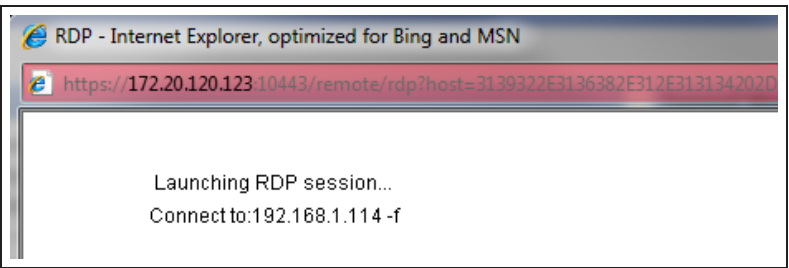 RDP - Internet Explorer, optimized for Bing and MSN
https://172.20.120.123:10443/remote/rdp?host=3139322E3136382E312E313134202D
Launching RDP session...
Connect to:192.168.1.114 -f